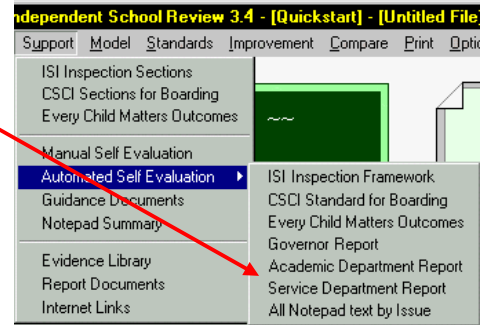 ndependent School Review 3.4 - [Quickstart] - [Untitled File]
Support Model Standards Improvement Compare Print
ISI Inspection Sections
CSCI Sections for Boarding
Every Child Matters Outcomes
~~
Manual Self Evaluation
Automated Self Evaluation
Guidance Documents
Notepad Summary
Evidence Library
Report Documents
Internet Links
ISI Inspection Framework
CSCI Standard for Boarding
Every Child Matters Outcomes
Governor Report
Academic Department Report
Service Department Report
All Notepad text by Issue